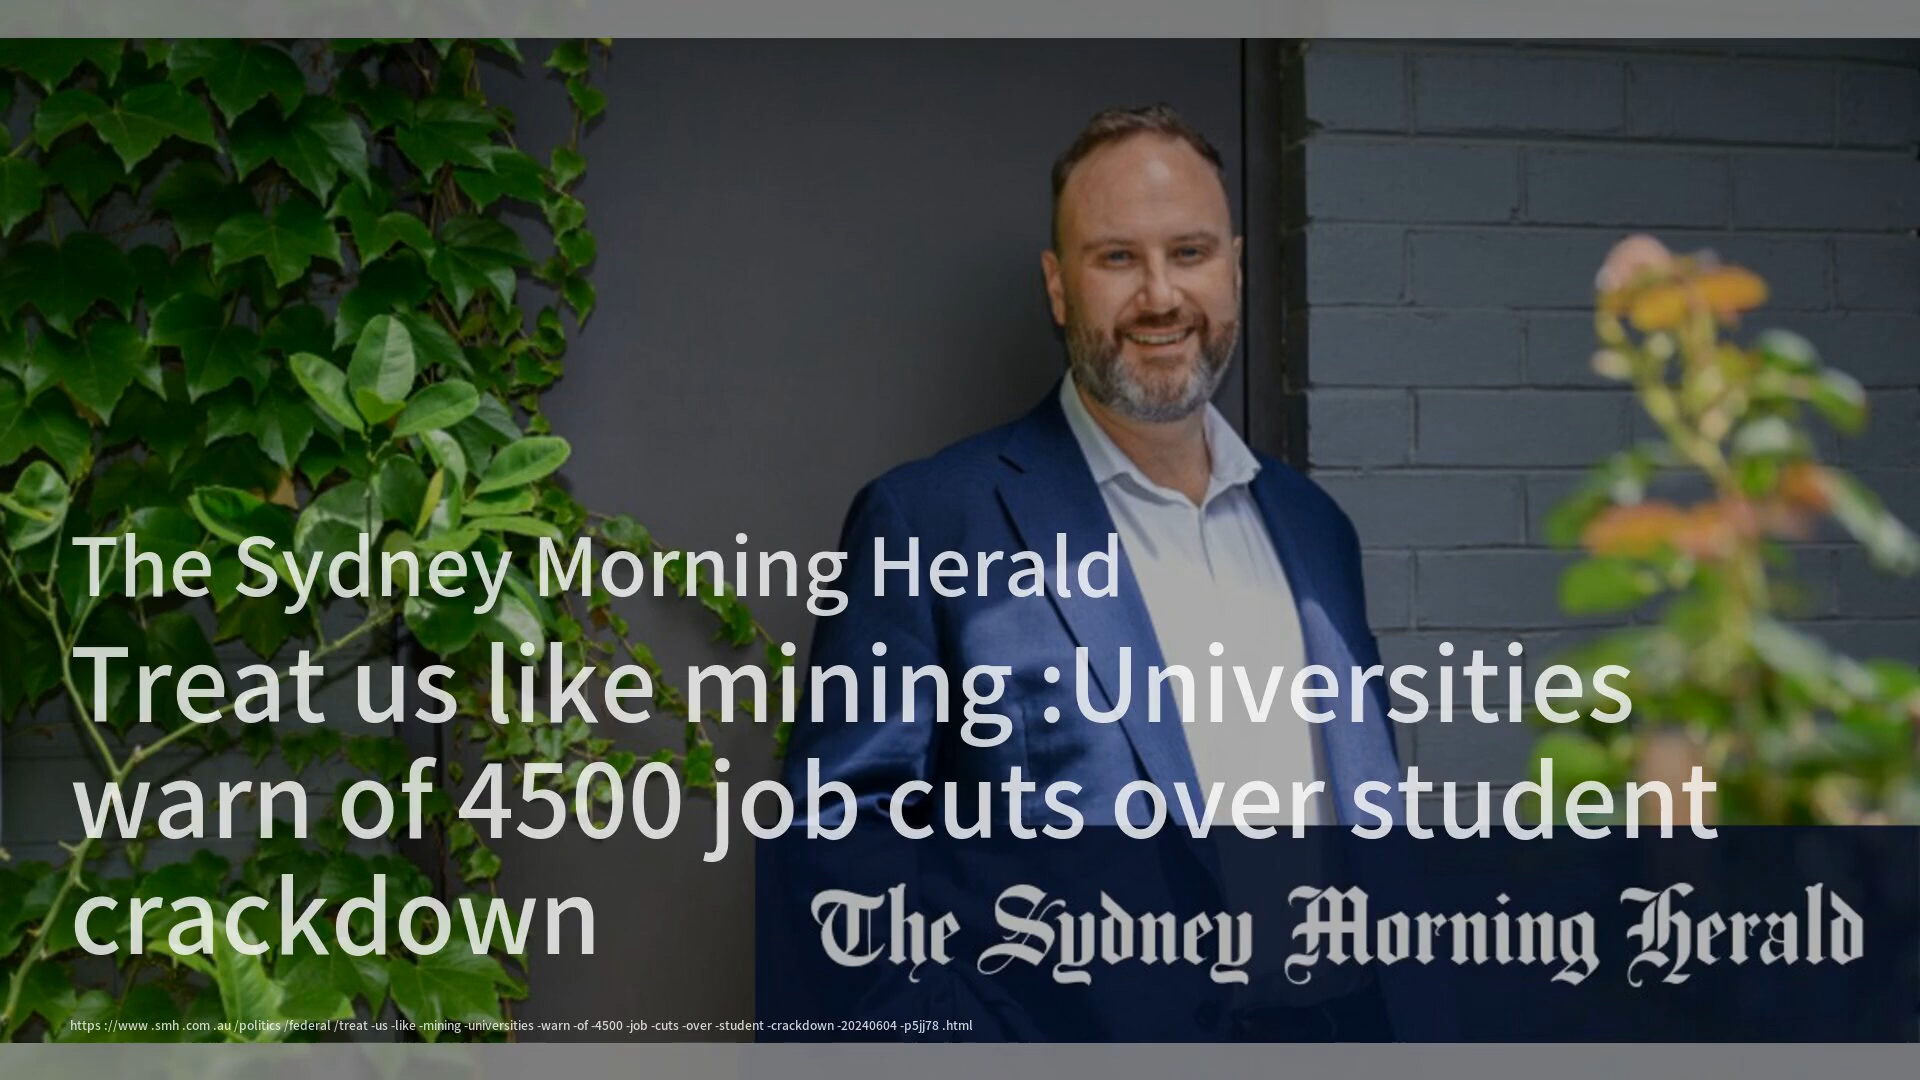 The Sydney Morning Herald
Treat us like mining :Universities
warn of 4500 job cuts over student
crackdown
The Sydney Morning Herald
https ://www .smh .com .au /politics /federal /treat -us -like -mining -universities -warn -of -4500 -job -cuts -over -student -crackdown -20240604 -p5jj78 .html